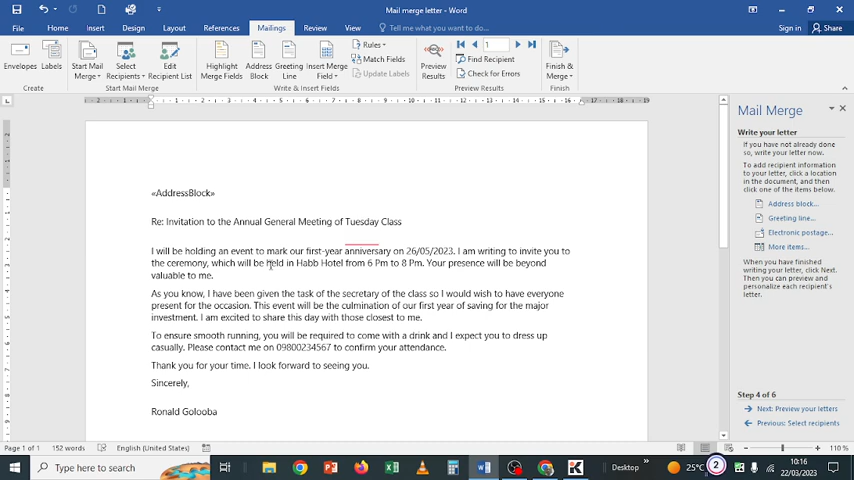 Mail merge letter - Word
File Home Insert Design Layout References Mailings Review View Tell me what you want to do... Sign in Share
Envelopes Labels Start Mail Merge Select Recipients Edit Recipient List Highlight Merge Fields Address Block Greeting Line Insert Merge Field Rules Match Fields Update Labels Preview Results 1 Find Recipient Check for Errors Finish & Merge
Create Start Mail Merge Write & Insert Fields Preview Results Finish
«AddressBlock»
Re: Invitation to the Annual General Meeting of Tuesday Class
I will be holding an event to mark our first-year anniversary on 26/05/2023. I am writing to invite you to
the ceremony, which will be held in Habb Hotel from 6 Pm to 8 Pm. Your presence will be beyond
valuable to me.
As you know, I have been given the task of the secretary of the class so I would wish to have everyone
present for the occasion. This event will be the culmination of our first year of saving for the major
investment. I am excited to share this day with those closest to me.
To ensure smooth running, you will be required to come with a drink and I expect you to dress up
casually. Please contact me on 09800234567 to confirm your attendance.
Thank you for your time. I look forward to seeing you.
Sincerely,
Ronald Golooba
Mail Merge
Write your letter
If you have not already done
so, write your letter now.
To add recipient information
to your letter, click a location
in the document, and then
click one of the items below.
Address block...
Greeting line...
Electronic postage...
More items...
When you have finished
writing your letter, click Next.
Then you can preview and
personalize each recipient's
letter.
Step 4 of 6
Next: Preview your letters
Previous: Select recipients
Page 1 of 1 152 words English (United States) 110 %
Type here to search Desktop 25°C 2 10:16
22/03/2023